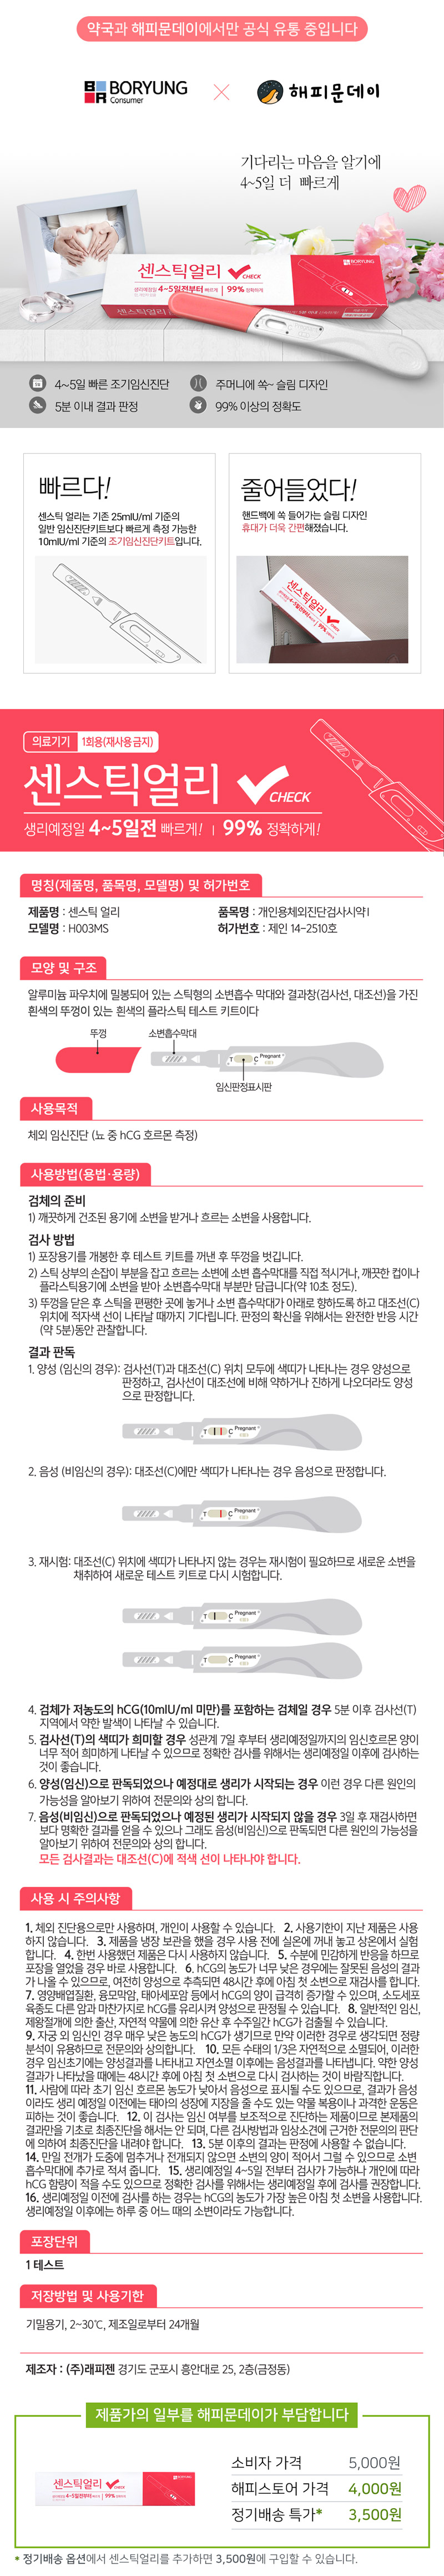 약국과 해피문데이에서만 공식 유통 중입니다
BORYUNG
Consumer
해피문데이
기다리는 마음을 알기에
4~5일 더 빠르게
센스틱얼리 CHECK
생리예정일 4~5일전부터 빠르게 | 99% 정확하게
BORYUNG
센스틱얼리
4~5일 빠른 조기임신진단
주머니에 쏙~ 슬림 디자인
5분 이내 결과 판정
99% 이상의 정확도
빠르다!
센스틱 얼리는 기존 25mIU/ml 기준의
일반 임신진단키트보다 빠르게 측정 가능한
10mIU/ml 기준의 조기임신진단키트입니다.
줄어들었다!
핸드백에 쏙 들어가는 슬림 디자인
휴대가 더욱 간편해졌습니다.
센스틱얼리
의료기기 1회용(재사용 금지)
센스틱얼리 CHECK
생리예정일 4~5일전 빠르게! | 99% 정확하게!
명칭(제품명, 품목명, 모델명) 및 허가번호
제품명 : 센스틱 얼리
품목명 : 개인용체외진단검사시약 I
모델명 : H003MS
허가번호 : 제인 14-2510호
모양 및 구조
알루미늄 파우치에 밀봉되어 있는 스틱형의 소변흡수 막대와 결과창(검사선, 대조선)을 가진
흰색의 뚜껑이 있는 흰색의 플라스틱 테스트 키트이다
뚜껑
소변흡수막대
T C Pregnant
임신판정표시판
사용목적
체외 임신진단 (뇨 중 hCG 호르몬 측정)
사용방법(용법·용량)
검체의 준비
1) 깨끗하게 건조된 용기에 소변을 받거나 흐르는 소변을 사용합니다.
검사 방법
1) 포장용기를 개봉한 후 테스트 키트를 꺼낸 후 뚜껑을 벗깁니다.
2) 스틱 상부의 손잡이 부분을 잡고 흐르는 소변에 소변 흡수막대를 직접 적시거나, 깨끗한 컵이나
플라스틱용기에 소변을 받아 소변흡수막대 부분만 담급니다(약 10초 정도).
3) 뚜껑을 닫은 후 스틱을 편평한 곳에 놓거나 소변 흡수막대가 아래로 향하도록 하고 대조선(C)
위치에 적자색 선이 나타날 때까지 기다립니다. 판정의 확신을 위해서는 완전한 반응 시간
(약 5분)동안 관찰합니다.
결과 판독
1. 양성 (임신의 경우): 검사선(T)과 대조선(C) 위치 모두에 색띠가 나타나는 경우 양성으로
판정하고, 검사선이 대조선에 비해 약하거나 진하게 나오더라도 양성
으로 판정합니다.
T C Pregnant
2. 음성 (비임신의 경우): 대조선(C)에만 색띠가 나타나는 경우 음성으로 판정합니다.
T C Pregnant
3. 재시험: 대조선(C) 위치에 색띠가 나타나지 않는 경우는 재시험이 필요하므로 새로운 소변을
채취하여 새로운 테스트 키트로 다시 시험합니다.
T C Pregnant
T C Pregnant
4. 검체가 저농도의 hCG(10mIU/ml 미만)를 포함하는 검체일 경우 5분 이후 검사선(T)
지역에서 약한 발색이 나타날 수 있습니다.
5. 검사선(T)의 색띠가 희미할 경우 성관계 7일 후부터 생리예정일까지의 임신호르몬 양이
너무 적어 희미하게 나타날 수 있으므로 정확한 검사를 위해서는 생리예정일 이후에 검사하는
것이 좋습니다.
6. 양성(임신)으로 판독되었으나 예정대로 생리가 시작되는 경우 이런 경우 다른 원인의
가능성을 알아보기 위하여 전문의와 상의 합니다.
7. 음성(비임신)으로 판독되었으나 예정된 생리가 시작되지 않을 경우 3일 후 재검사하면
보다 명확한 결과를 얻을 수 있으나 그래도 음성(비임신)으로 판독되면 다른 원인의 가능성을
알아보기 위하여 전문의와 상의 합니다.
모든 검사결과는 대조선(C)에 적색 선이 나타나야 합니다.
사용 시 주의사항
1. 체외 진단용으로만 사용하며, 개인이 사용할 수 있습니다. 2. 사용기한이 지난 제품은 사용
하지 않습니다. 3. 제품을 냉장 보관을 했을 경우 사용 전에 실온에 꺼내 놓고 상온에서 실험
합니다. 4. 한번 사용했던 제품은 다시 사용하지 않습니다. 5. 수분에 민감하게 반응을 하므로
포장을 열었을 경우 바로 사용합니다. 6. hCG의 농도가 너무 낮은 경우에는 잘못된 음성의 결과
가 나올 수 있으므로, 여전히 양성으로 추측되면 48시간 후에 아침 첫 소변으로 재검사를 합니다.
7. 영양배엽질환, 융모막암, 태아세포암 등에서 hCG의 양이 급격히 증가할 수 있으며, 소도세포
육종도 다른 암과 마찬가지로 hCG를 유리시켜 양성으로 판정될 수 있습니다. 8. 일반적인 임신,
제왕절개에 의한 출산, 자연적 약물에 의한 유산 후 수주일간 hCG가 검출될 수 있습니다.
9. 자궁 외 임신인 경우 매우 낮은 농도의 hCG가 생기므로 만약 이러한 경우로 생각되면 정량
분석이 유용하므로 전문의와 상의합니다. 10. 모든 수태의 1/3은 자연적으로 소멸되어, 이러한
경우 임신초기에는 양성결과를 나타내고 자연소멸 이후에는 음성결과를 나타냅니다. 약한 양성
결과가 나타났을 때에는 48시간 후에 아침 첫 소변으로 다시 검사하는 것이 바람직합니다.
11. 사람에 따라 초기 임신 호르몬 농도가 낮아서 음성으로 표시될 수도 있으므로, 결과가 음성
이라도 생리 예정일 이전에는 태아의 성장에 지장을 줄 수도 있는 약물 복용이나 과격한 운동은
피하는 것이 좋습니다. 12. 이 검사는 임신 여부를 보조적으로 진단하는 제품이므로 본제품의
결과만을 기초로 최종진단을 해서는 안 되며, 다른 검사방법과 임상소견에 근거한 전문의의 판단
에 의하여 최종진단을 내려야 합니다. 13. 5분 이후의 결과는 판정에 사용할 수 없습니다.
14. 만일 전개가 도중에 멈추거나 전개되지 않으면 소변의 양이 적어서 그럴 수 있으므로 소변
흡수막대에 추가로 적셔 줍니다. 15. 생리예정일 4~5일 전부터 검사가 가능하나 개인에 따라
hCG 함량이 적을 수도 있으므로 정확한 검사를 위해서는 생리예정일 후에 검사를 권장합니다.
16. 생리예정일 이전에 검사를 하는 경우는 hCG의 농도가 가장 높은 아침 첫 소변을 사용합니다.
생리예정일 이후에는 하루 중 어느 때의 소변이라도 가능합니다.
포장단위
1 테스트
저장방법 및 사용기한
기밀용기, 2~30℃, 제조일로부터 24개월
제조자 : (주)래피젠 경기도 군포시 흥안대로 25, 2층(금정동)
제품가의 일부를 해피문데이가 부담합니다
센스틱얼리 CHECK
4~5일전부터 | 99%
소비자 가격 5,000원
해피스토어 가격 4,000원
정기배송 특가* 3,500원
* 정기배송 옵션에서 센스틱얼리를 추가하면 3,500원에 구입할 수 있습니다.